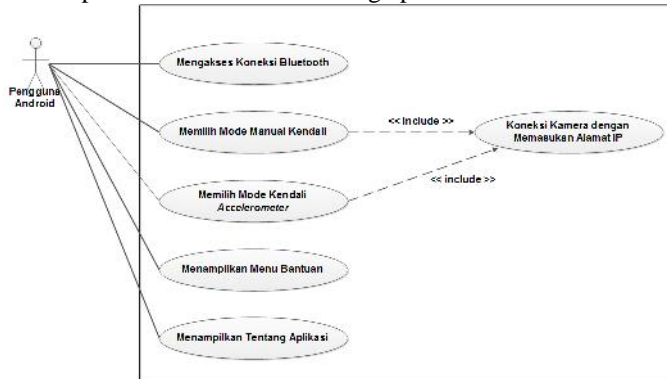 Mengakses Koneksi Bluetooth
Pengguna
Android
Memilih Mode Manual Kendali
<< include >>
Koneksi Kamera dengan
Memasukan Alamat IP
Memilih Mode Kendali
Accelerometer
<< include >>
Menampilkan Menu Bantuan
Menampilkan Tentang Aplikasi